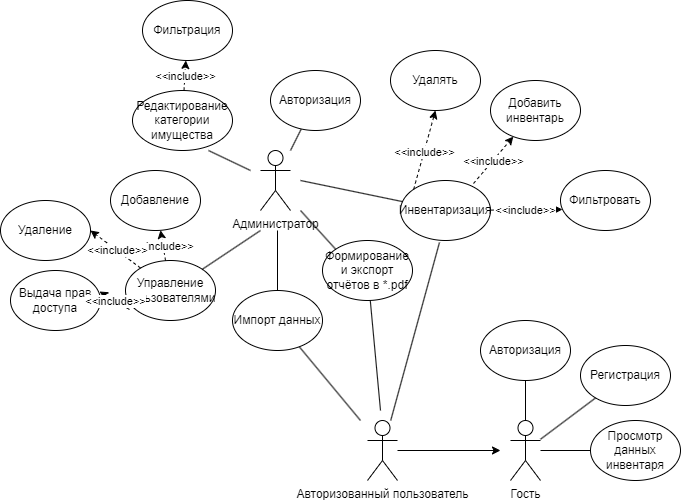 Фильтрация
<<include>>
Редактирование
категории
имущества
Авторизация
Удалять
Добавить
инвентарь
<<include>>
<<include>>
Администратор
Инвентаризация
<<include>>
Фильтровать
Добавление
Удаление
<<include>>
Управление
Выдача прав
доступа
<<include>>
Формирование
и экспорт
отчётов в *.pdf
Импорт данных
Авторизация
Регистрация
Просмотр
данных
инвентаря
Авторизованный пользователь
Гость